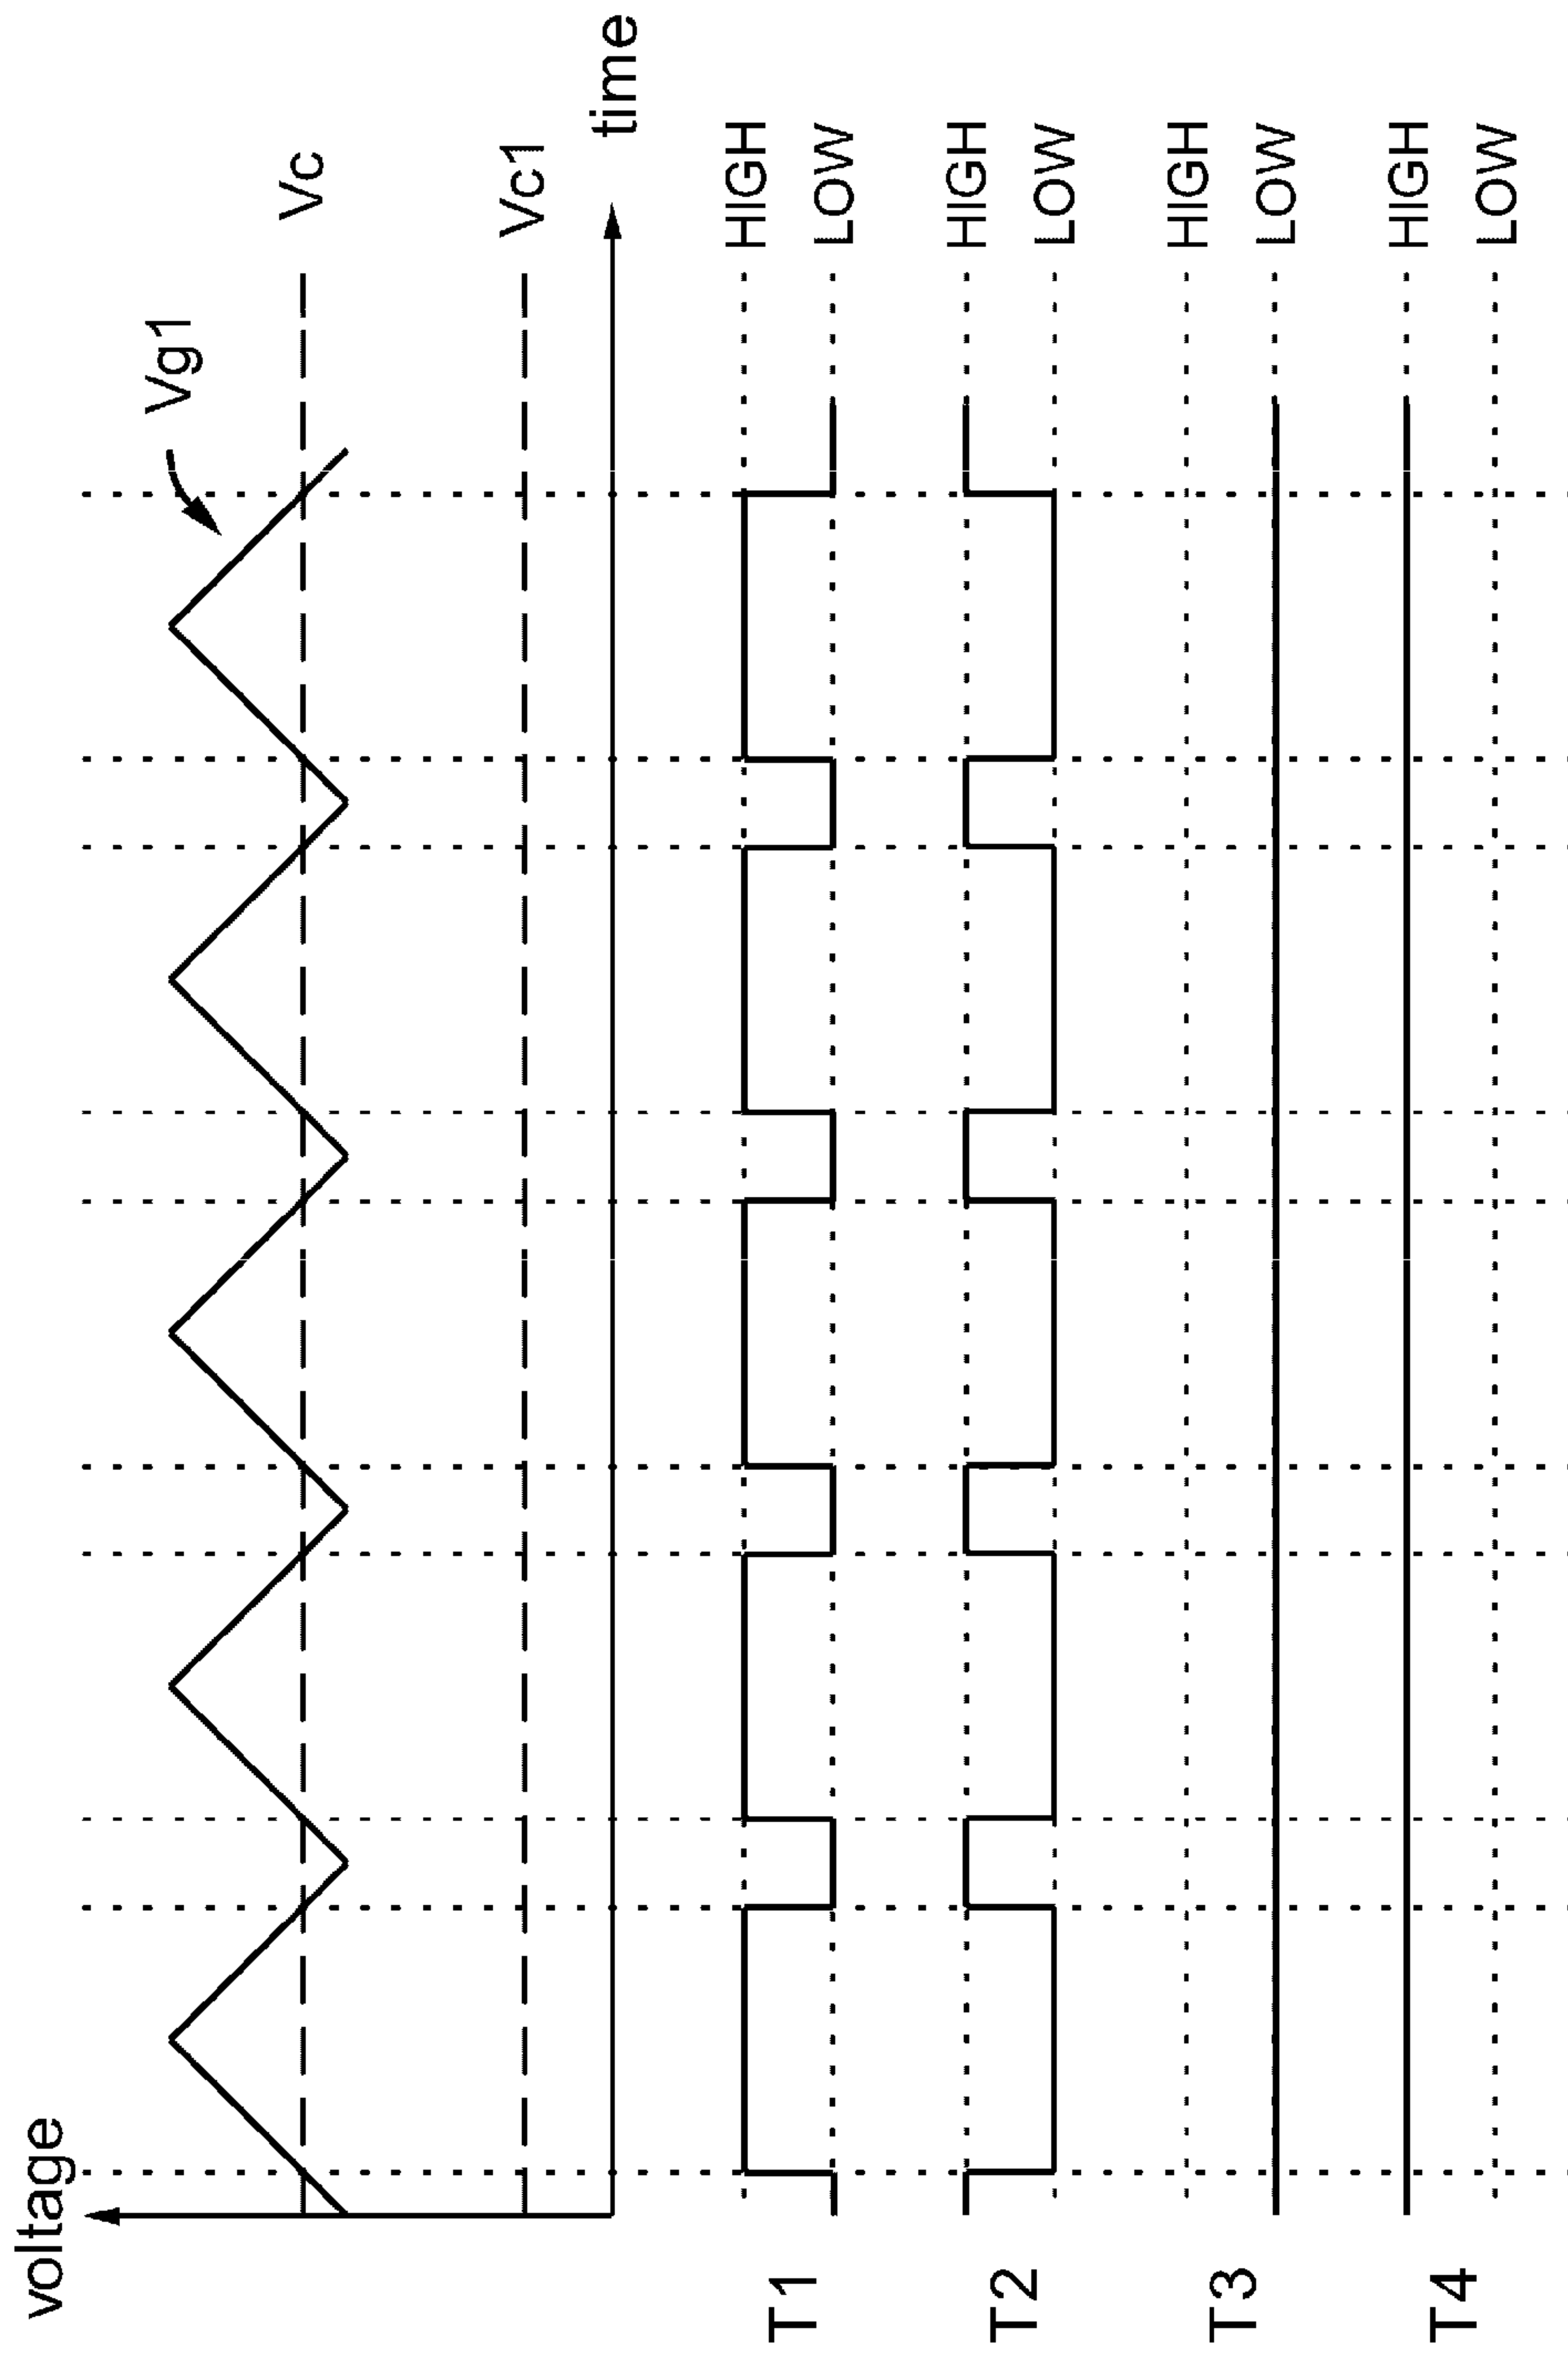 voltage
Vg1
Vc
Vc1
time
T1
HIGH
LOW
T2
HIGH
LOW
T3
HIGH
LOW
T4
HIGH
LOW